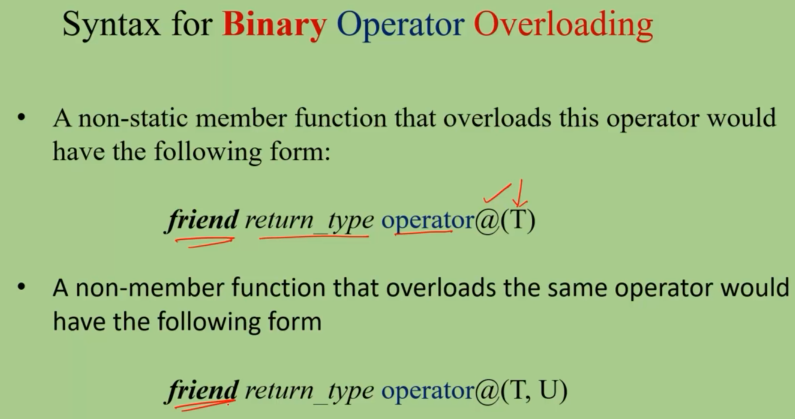 Syntax for Binary Operator Overloading
• A non-static member function that overloads this operator would
have the following form:
friend return_type operator@(T)
• A non-member function that overloads the same operator would
have the following form
friend return_type operator@(T, U)